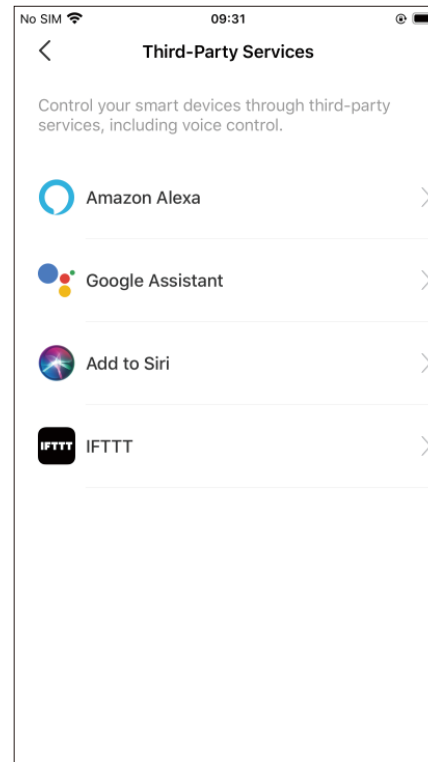 No SIM 09:31
Third-Party Services
Control your smart devices through third-party
services, including voice control.
Amazon Alexa
Google Assistant
Add to Siri
IFTTT IFTTT